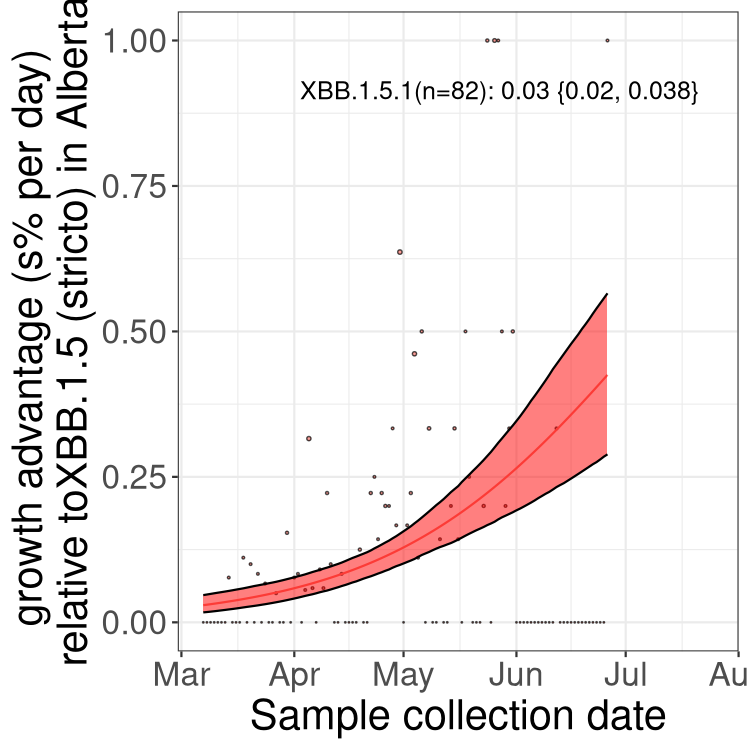 growth advantage (s% per day)
relative toXBB.1.5 (stricto) in Alberta
1.00
XBB.1.5.1(n=82): 0.03 {0.02, 0.038}
0.75
0.50
0.25
0.00
Mar Apr May Jun Jul Au
Sample collection date